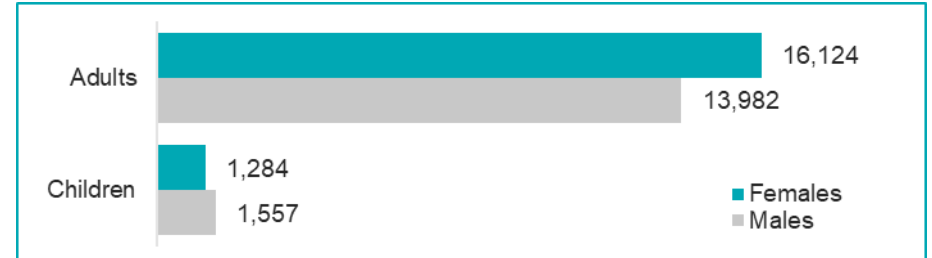 Adults
16,124
13,982
Children
1,284
1,557
Females
Males